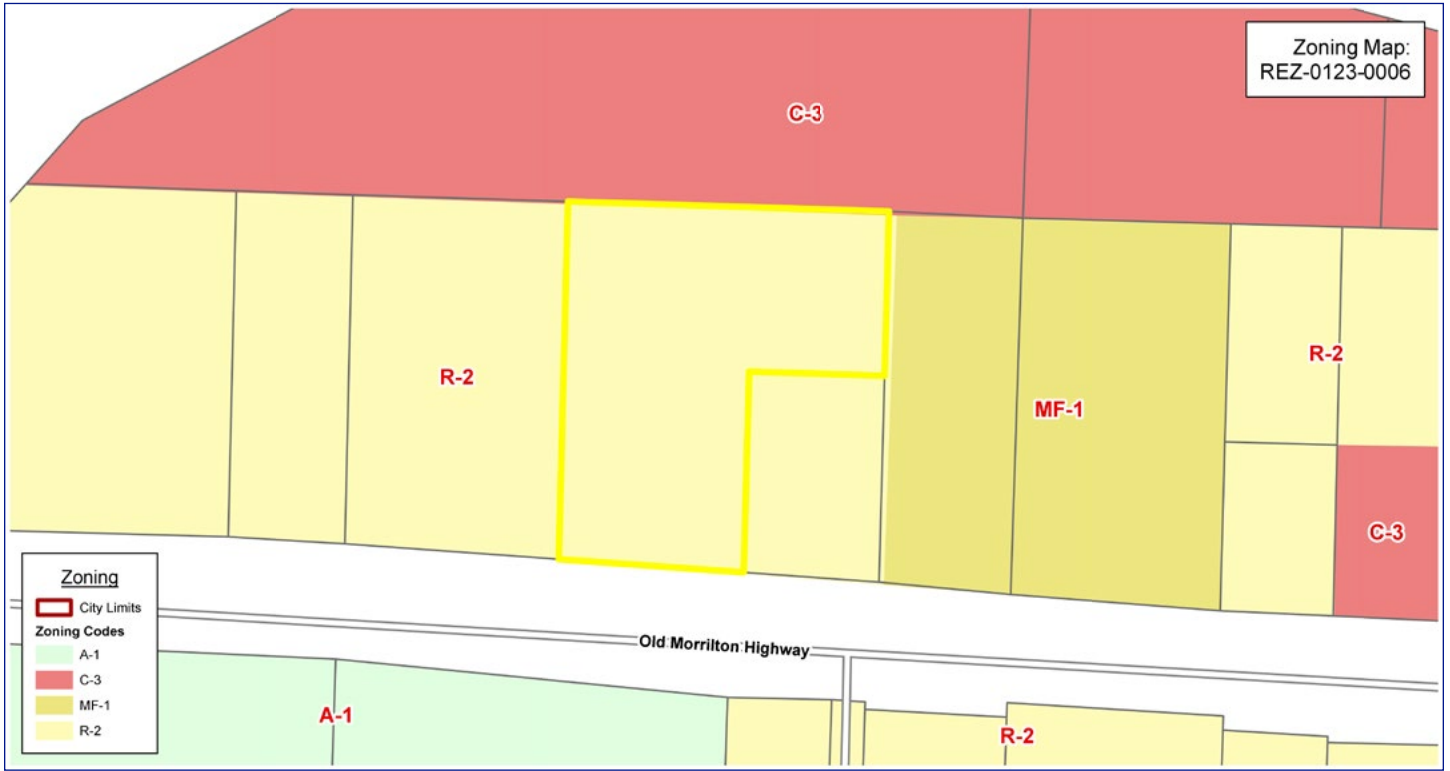 Zoning Map:
REZ-0123-0006
C-3
R-2
R-2
MF-1
C-3
Old Morrilton Highway
A-1
R-2
Zoning
City Limits
Zoning Codes
A-1
C-3
MF-1
R-2